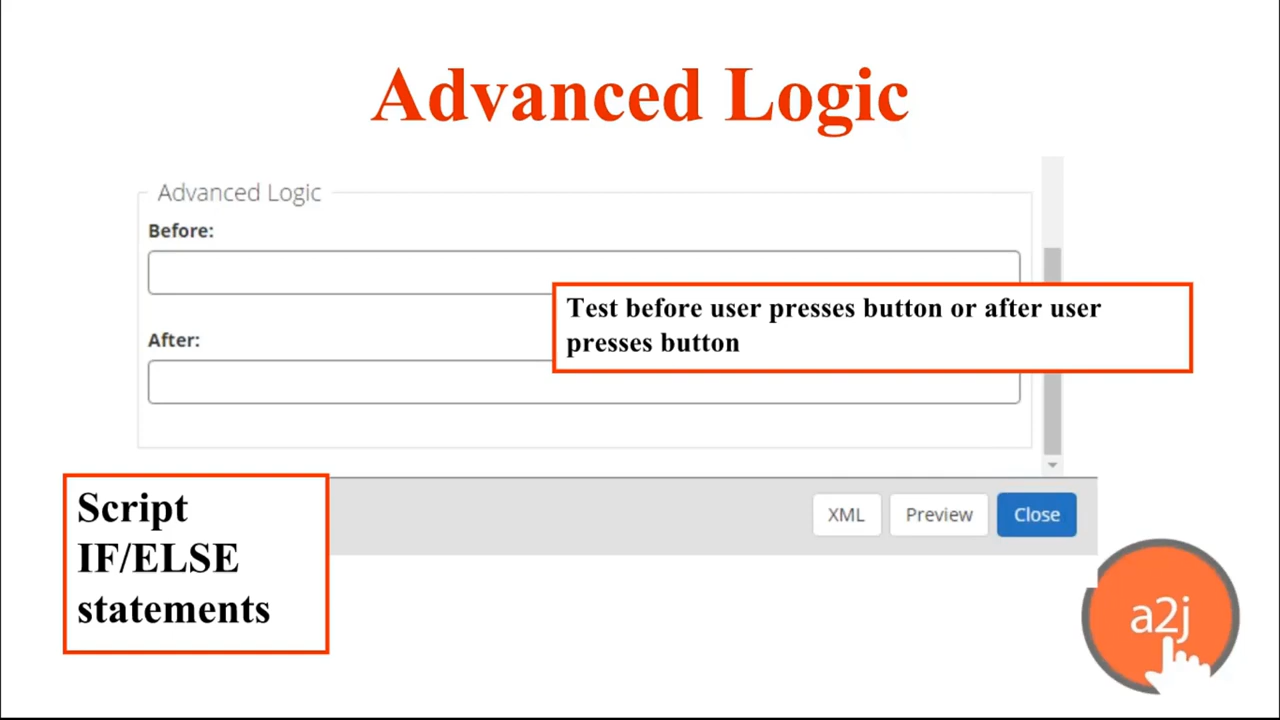 Advanced Logic
Advanced Logic
Before:
Test before user presses button or after user
presses button
After:
Script
IF/ELSE
statements
XML
Preview
Close
a2j